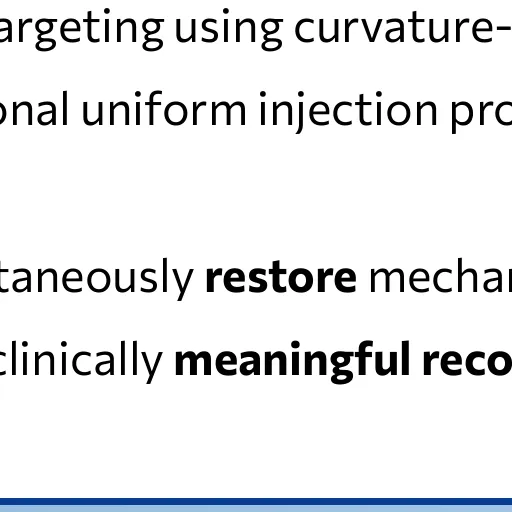 argeting using curvature-
onal uniform injection pro
taneously restore mechan
clinically meaningful reco